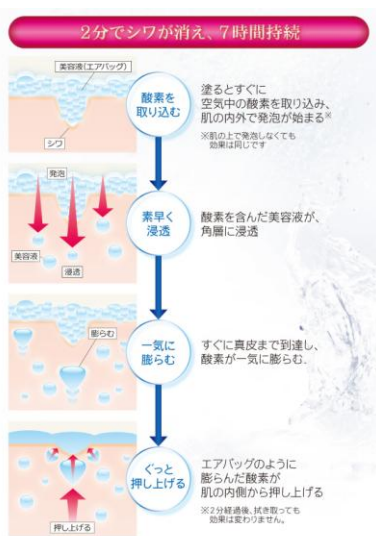 2分でシワが消え、7時間持続
美容液(エアバッグ)
シワ
酸素を
取り込む
塗るとすぐに
空気中の酸素を取り込み、
肌の内外で発泡が始まる※
※肌の上で発泡しなくても
効果は同じです
発泡
美容液
浸透
素早く
浸透
酸素を含んだ美容液が、
角層に浸透
膨らむ
一気に
膨らむ
すぐに真皮まで到達し、
酸素が一気に膨らむ.
押し上げる
ぐっと
押し上げる
エアバッグのように
膨らんだ酸素が
肌の内側から押し上げる
※2分経過後、拭き取っても
効果は変わりません。